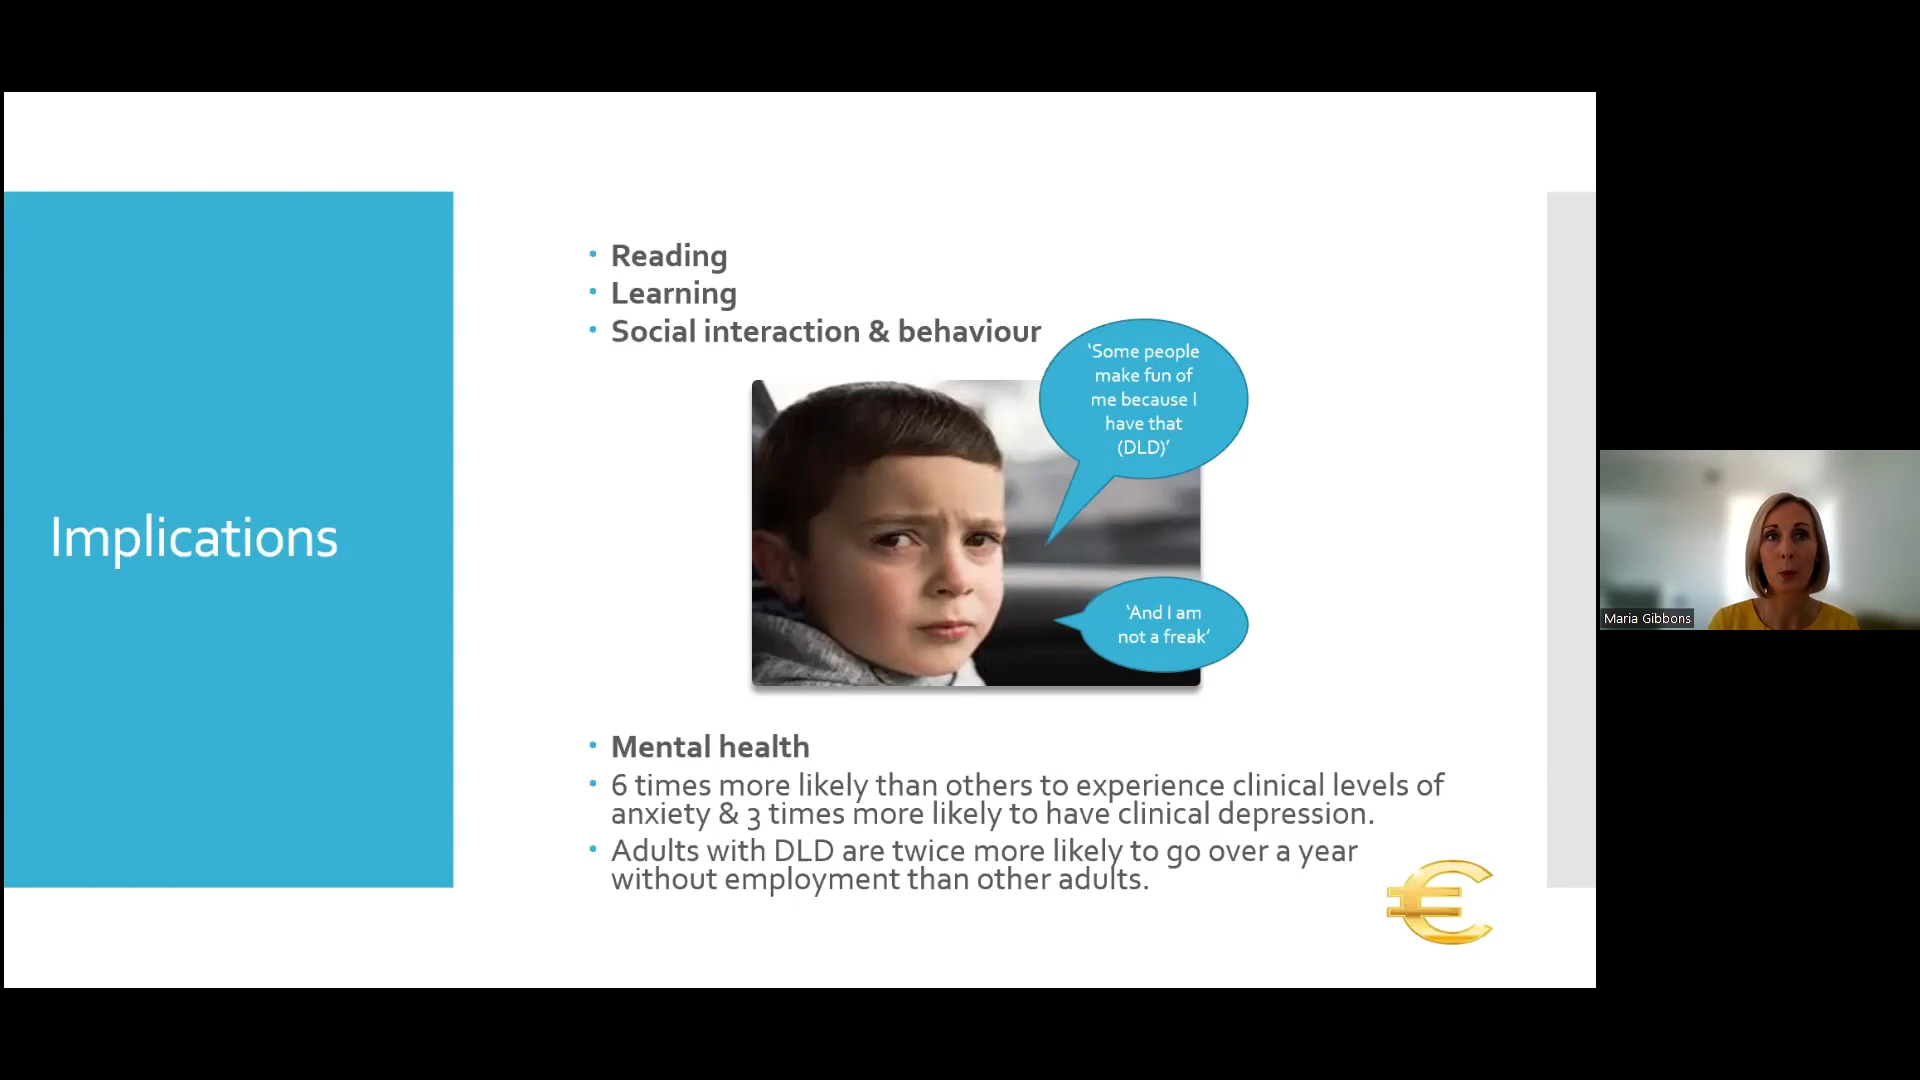 Implications
Reading
Learning
Social interaction & behaviour
‘Some people
make fun of
me because I
have that
(DLD)’
‘And I am
not a freak’
Mental health
6 times more likely than others to experience clinical levels of
anxiety & 3 times more likely to have clinical depression.
Adults with DLD are twice more likely to go over a year
without employment than other adults.
Maria Gibbons